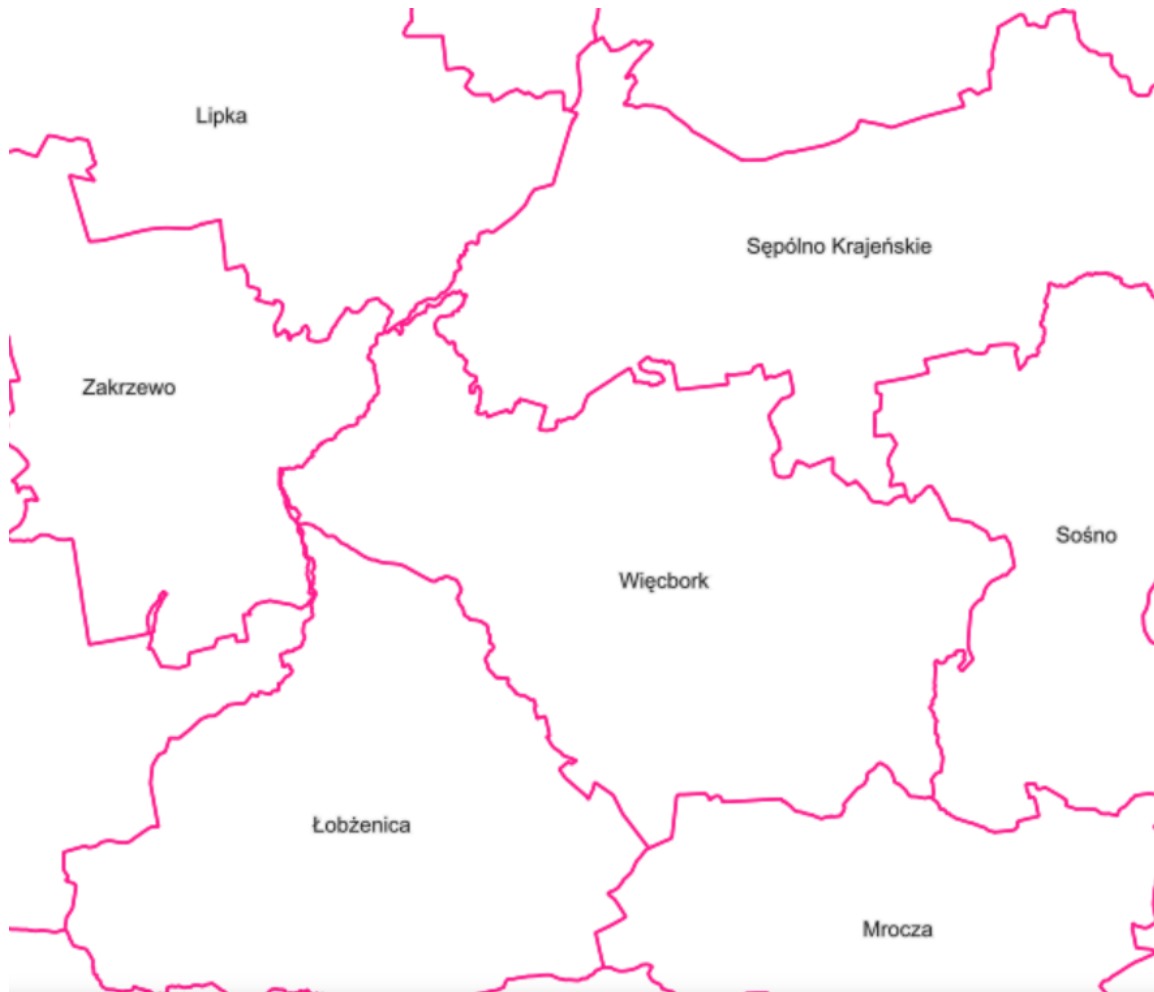 Lipka
Sępólno Krajeńskie
Zakrzewo
Sośno
Więcbork
Łobżenica
Mrocza